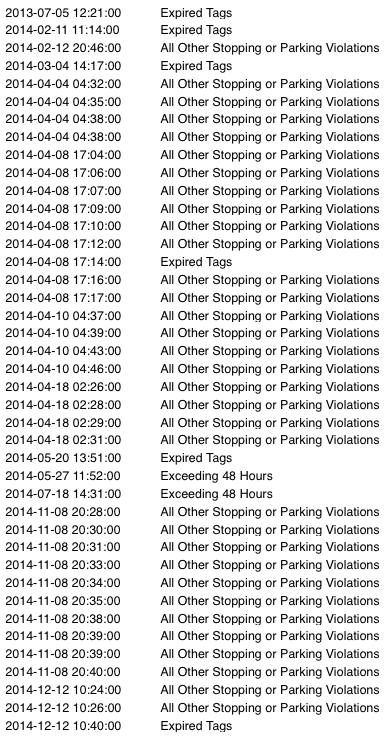 2013-07-05 12:21:00 Expired Tags
2014-02-11 11:14:00 Expired Tags
2014-02-12 20:46:00 All Other Stopping or Parking Violations
2014-03-04 14:17:00 Expired Tags
2014-04-04 04:32:00 All Other Stopping or Parking Violations
2014-04-04 04:35:00 All Other Stopping or Parking Violations
2014-04-04 04:38:00 All Other Stopping or Parking Violations
2014-04-04 04:38:00 All Other Stopping or Parking Violations
2014-04-08 17:04:00 All Other Stopping or Parking Violations
2014-04-08 17:06:00 All Other Stopping or Parking Violations
2014-04-08 17:07:00 All Other Stopping or Parking Violations
2014-04-08 17:09:00 All Other Stopping or Parking Violations
2014-04-08 17:10:00 All Other Stopping or Parking Violations
2014-04-08 17:12:00 All Other Stopping or Parking Violations
2014-04-08 17:14:00 Expired Tags
2014-04-08 17:16:00 All Other Stopping or Parking Violations
2014-04-08 17:17:00 All Other Stopping or Parking Violations
2014-04-10 04:37:00 All Other Stopping or Parking Violations
2014-04-10 04:39:00 All Other Stopping or Parking Violations
2014-04-10 04:43:00 All Other Stopping or Parking Violations
2014-04-10 04:46:00 All Other Stopping or Parking Violations
2014-04-18 02:26:00 All Other Stopping or Parking Violations
2014-04-18 02:28:00 All Other Stopping or Parking Violations
2014-04-18 02:29:00 All Other Stopping or Parking Violations
2014-04-18 02:31:00 All Other Stopping or Parking Violations
2014-05-20 13:51:00 Expired Tags
2014-05-27 11:52:00 Exceeding 48 Hours
2014-07-18 14:31:00 Exceeding 48 Hours
2014-11-08 20:28:00 All Other Stopping or Parking Violations
2014-11-08 20:30:00 All Other Stopping or Parking Violations
2014-11-08 20:31:00 All Other Stopping or Parking Violations
2014-11-08 20:33:00 All Other Stopping or Parking Violations
2014-11-08 20:34:00 All Other Stopping or Parking Violations
2014-11-08 20:35:00 All Other Stopping or Parking Violations
2014-11-08 20:38:00 All Other Stopping or Parking Violations
2014-11-08 20:39:00 All Other Stopping or Parking Violations
2014-11-08 20:39:00 All Other Stopping or Parking Violations
2014-11-08 20:40:00 All Other Stopping or Parking Violations
2014-12-12 10:24:00 All Other Stopping or Parking Violations
2014-12-12 10:26:00 All Other Stopping or Parking Violations
2014-12-12 10:40:00 Expired Tags